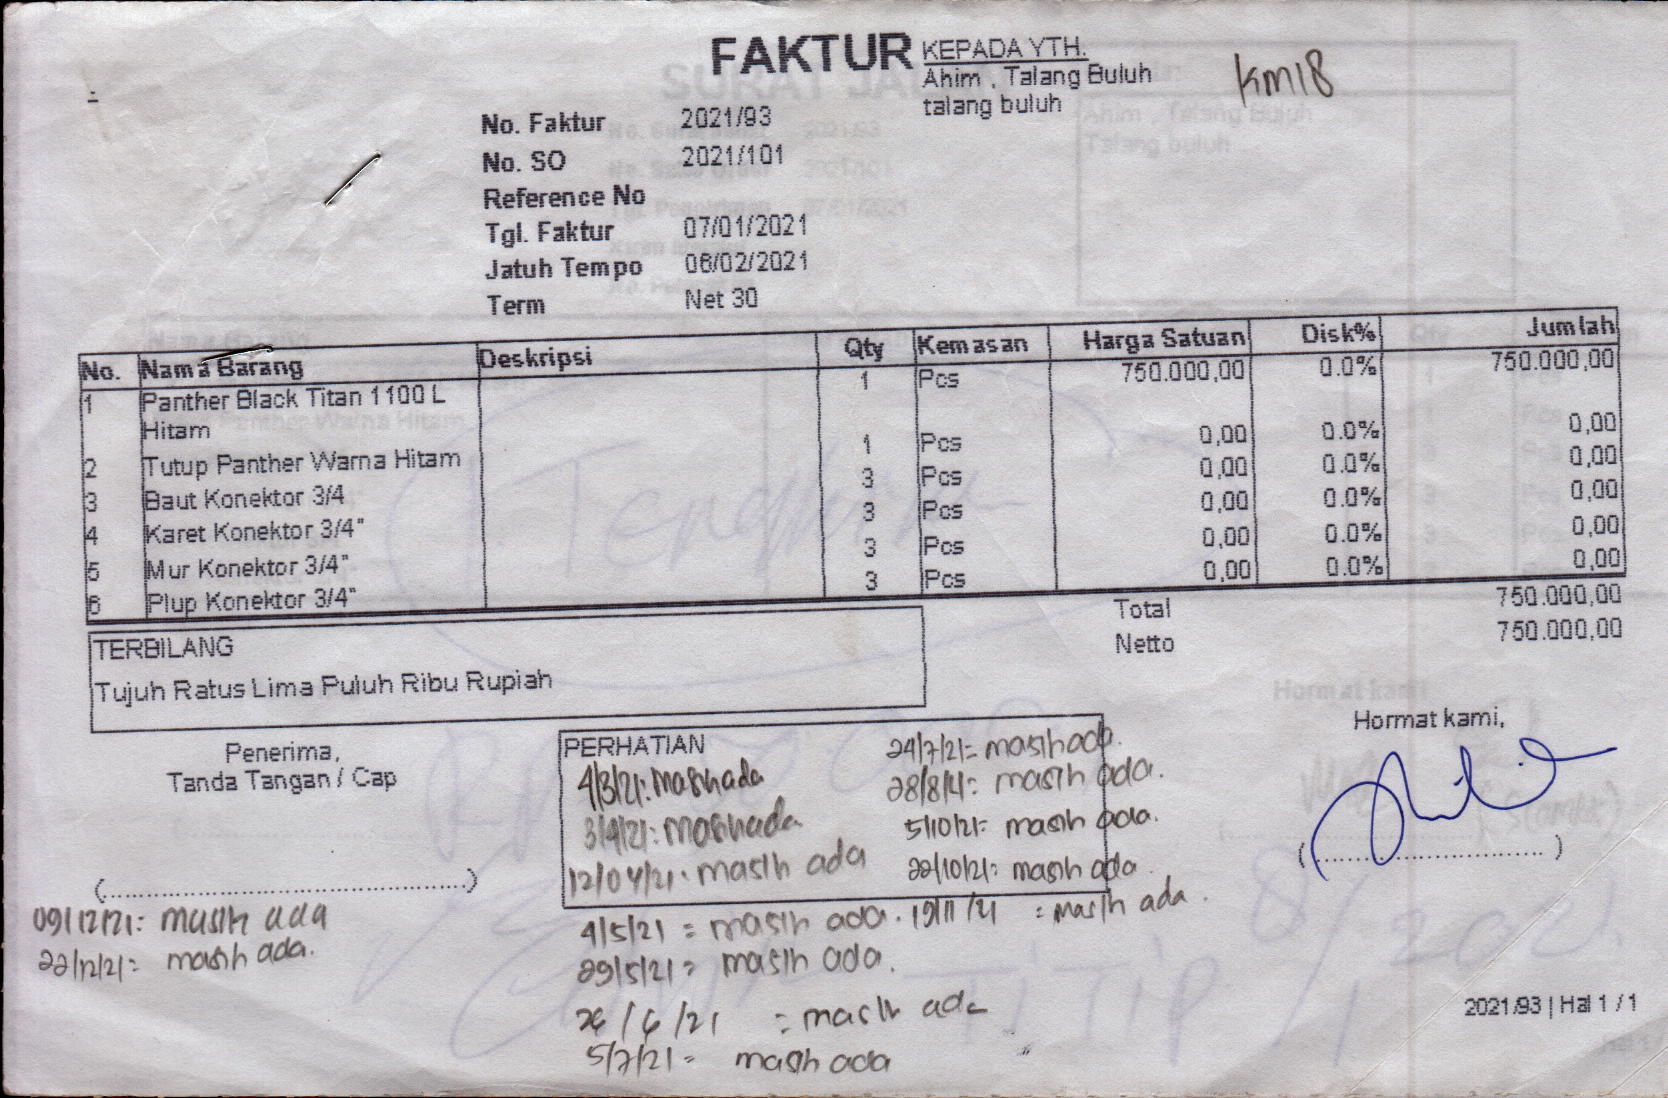 FAKTUR
KEPADA YTH.
Ahim , Talang Buluh
talang buluh
KM18
No. Faktur 2021/93
No. SO 2021/101
Reference No
Tgl. Faktur 07/01/2021
Jatuh Tempo 06/02/2021
Term Net 30
No. Nama Barang Deskripsi Qty Kemasan Harga Satuan Disk% Jumlah
1 Panther Black Titan 1100 L 1 Pcs 750.000,00 0.0% 750.000,00
Hitam
2 Tutup Panther Warna Hitam 1 Pcs 0,00 0.0% 0,00
3 Baut Konektor 3/4 3 Pcs 0,00 0.0% 0,00
4 Karet Konektor 3/4" 3 Pcs 0,00 0.0% 0,00
5 Mur Konektor 3/4" 3 Pcs 0,00 0.0% 0,00
6 Plup Konektor 3/4" 3 Pcs 0,00 0.0% 0,00
Total 750.000,00
Netto 750.000,00
TERBILANG
Tujuh Ratus Lima Puluh Ribu Rupiah
Penerima,
Tanda Tangan / Cap
(..............................................)
09/12/21: masih ada
22/12/21= masih ada.
PERHATIAN
4/3/21: masih ada
3/4/21: masih ada
12/04/21: masih ada
4/5/21 = masih ada.
29/5/21 = masih ada.
26/6/21 = masih ada
5/7/21= masih ada
24/7/21= masih ada.
28/8/21= masih ada.
5/10/21= masih ada.
22/10/21= masih ada.
19/11/21 = masih ada.
Hormat kami,
(..............................)
2021/93 | Hal 1 / 1